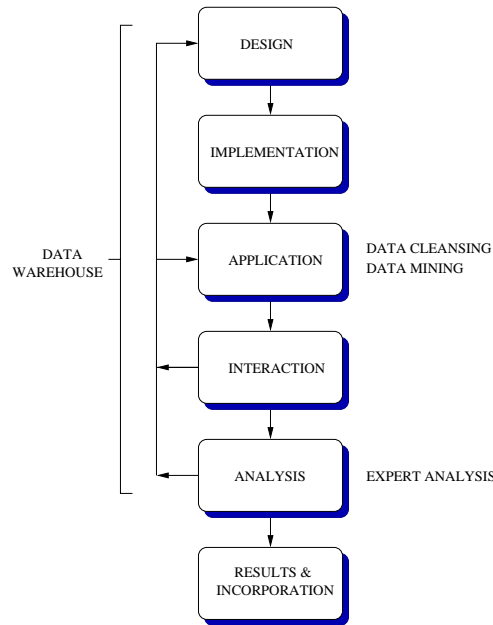 DESIGN
IMPLEMENTATION
DATA
WAREHOUSE
APPLICATION
DATA CLEANSING
DATA MINING
INTERACTION
ANALYSIS
EXPERT ANALYSIS
RESULTS &
INCORPORATION